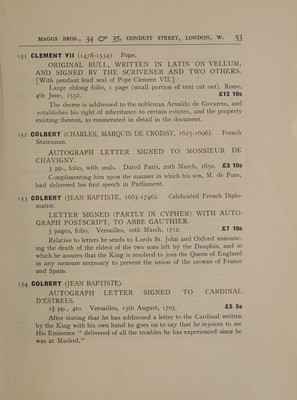 MAGGS BROS., 34 & 35, CONDUIT STREET, LONDON, W. 53
151 CLEMENT VII (1478-1534) Pope.
ORIGINAL BULL, WRITTEN IN LATIN ON VELLUM,
AND SIGNED BY THE SCRIVENER AND TWO OTHERS.
[With pendant lead seal of Pope Clement VII.]
Large oblong folio, 1 page (small portion of text cut out). Rome,
4th June, 1532. £12 10s
The decree is addressed to the nobleman Arnaldo de Gavareto, and
establishes his right of inheritance to certain estates, and the property
existing thereon, as enumerated in detail in the document.
152 COLBERT (CHARLES, MARQUIS DE CROISSY, 1625-1696). French
Statesman.
AUTOGRAPH LETTER SIGNED TO MONSIEUR DE
CHAVIGNY.
3 pp., folio, with seals. Dated Paris, 20th March, 1650. £3 10s
Complimenting him upon the manner in which his son, M. de Pons,
had delivered his first speech in Parliament.
153 COLBERT (JEAN BAPTISTE, 1665-1746). Celebrated French Diplo-
matist.
LETTER SIGNED (PARTLY IN CYPHER) WITH AUTO-
GRAPH POSTSCRIPT, TO ABBE GAUTHIER.
3 pages, folio. Versailles, 10th March, 1712. £7 10s
Relative to letters he sends to Lords St. John and Oxford announc-
ing the death of the eldest of the two sons left by the Dauphin, and in
which he assures that the King is resolved to join the Queen of England
in any measure necessary to prevent the union of the crowns of France
and Spain.
154 COLBERT (JEAN BAPTISTE).
AUTOGRAPH LETTER SIGNED TO CARDINAL
D'ESTREES.
1½ pp., 4to. Versailles, 13th August, 1703. £5 5s
After stating that he has addressed a letter to the Cardinal written
by the King with his own hand he goes on to say that he rejoices to see
His Eminence " delivered of all the troubles he has experienced since he
was at Madrid."